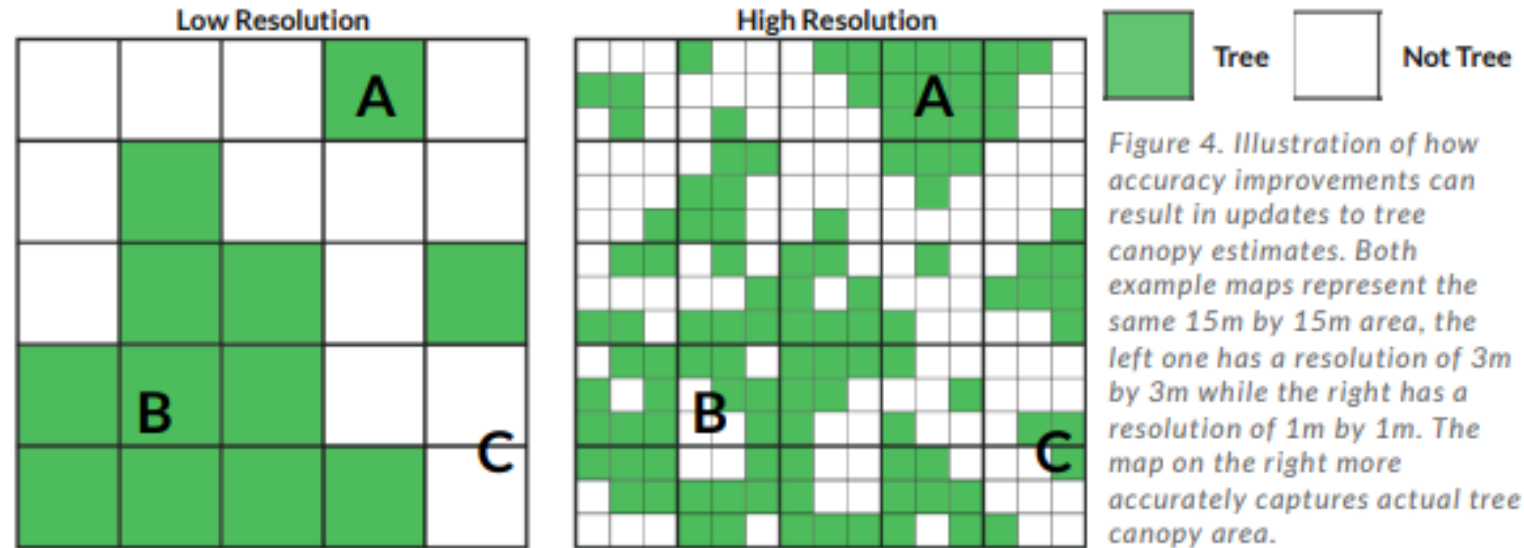 Low Resolution
High Resolution
A
B
C
A
B
C
Tree
Not Tree
Figure 4. Illustration of how
accuracy improvements can
result in updates to tree
canopy estimates. Both
example maps represent the
same 15m by 15m area, the
left one has a resolution of 3m
by 3m while the right has a
resolution of 1m by 1m. The
map on the right more
accurately captures actual tree
canopy area.